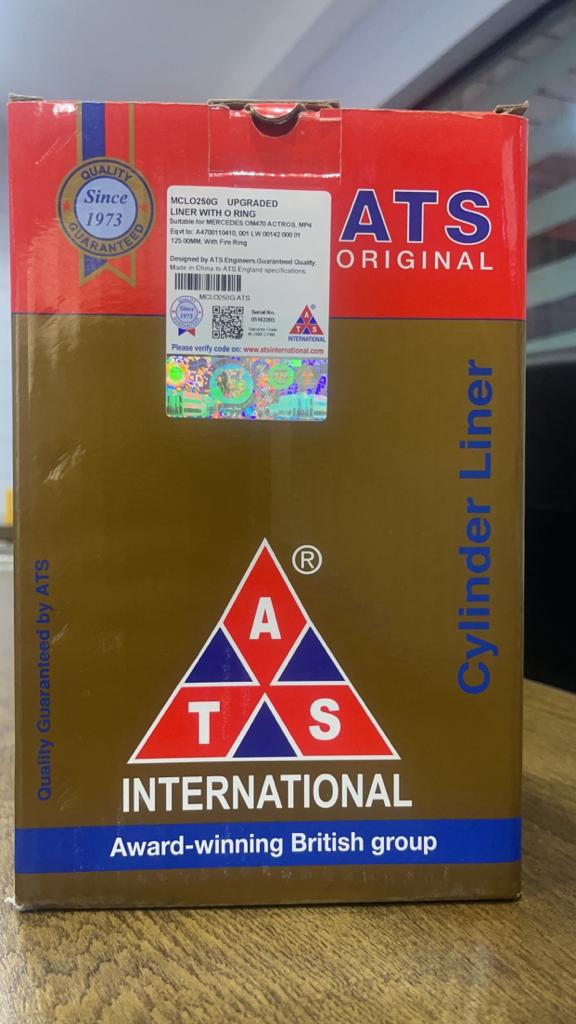 QUALITY
Since
1973
GUARANTEED
MCLO250G UPGRADED
LINER WITH O RING
Suitable for MERCEDES OM470 ACTROS, MP4
Eqvt to: A4700110410, 001 LW 00142 000 01
125.00MM, With Fire Ring
Designed by ATS Engineers.Guaranteed Quality.
Made in China to ATS England specifications.
MCLO250G ATS
Since
1973
Serial No.
05162203
A
T S
INTERNATIONAL
Please verify code on: www.atsinternational.com
ATS
ORIGINAL
Cylinder Liner
Quality Guaranteed by ATS
®
A
T S
INTERNATIONAL
Award-winning British group